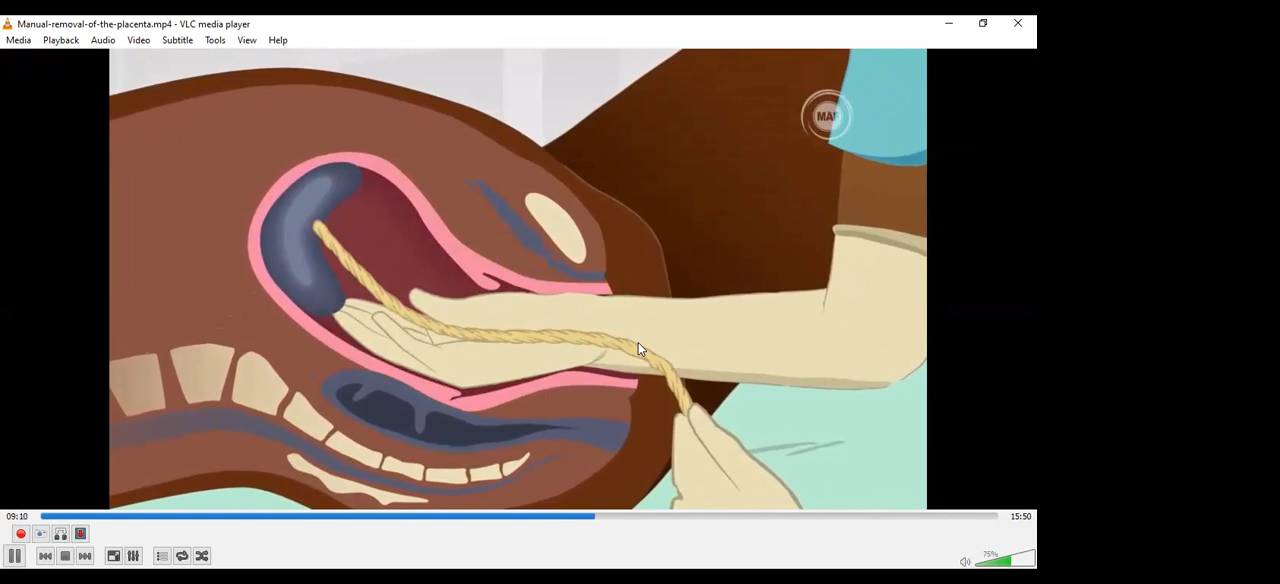 Manual-removal-of-the-placenta.mp4 - VLC media player
Media Playback Audio Video Subtitle Tools View Help
MAF
09:10
15:50
75%